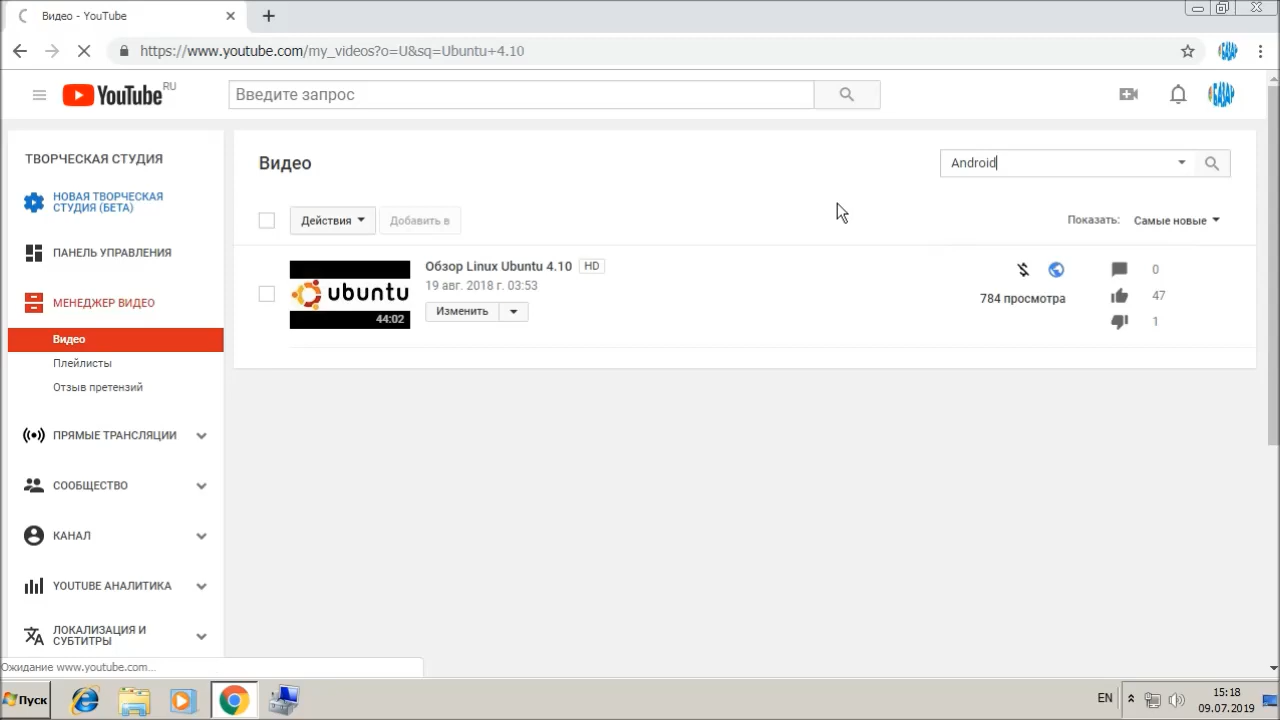 Видео - YouTube
https://www.youtube.com/my_videos?o=U&sq=Ubuntu+4.10
YouTube RU
Введите запрос
БАЗАР
ТВОРЧЕСКАЯ СТУДИЯ
НОВАЯ ТВОРЧЕСКАЯ
СТУДИЯ (БЕТА)
ПАНЕЛЬ УПРАВЛЕНИЯ
МЕНЕДЖЕР ВИДЕО
Видео
Плейлисты
Отзыв претензий
ПРЯМЫЕ ТРАНСЛЯЦИИ
СООБЩЕСТВО
КАНАЛ
YOUTUBE АНАЛИТИКА
ЛОКАЛИЗАЦИЯ И
СУБТИТРЫ
Видео
Android
Действия
Добавить в
Показать: Самые новые
ubuntu
44:02
Обзор Linux Ubuntu 4.10 HD
19 авг. 2018 г. 03:53
Изменить
784 просмотра
0
47
1
Ожидание www.youtube.com...
Пуск
EN
15:18
09.07.2019